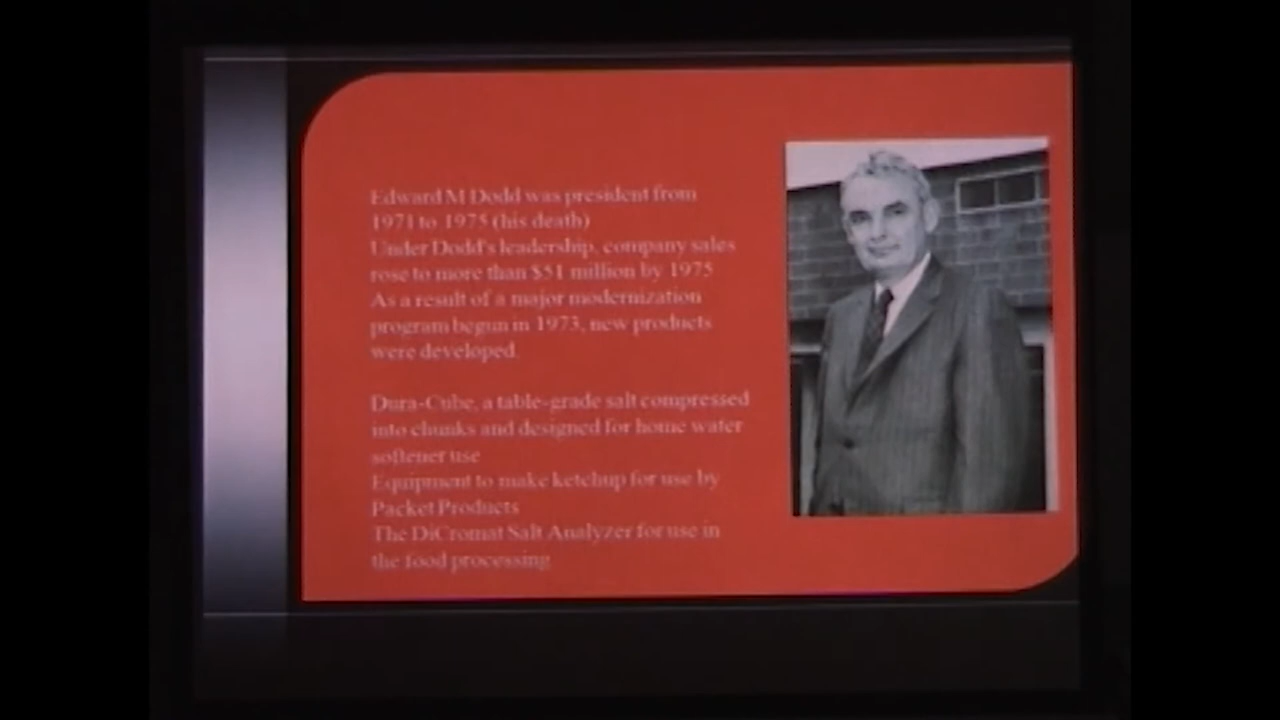 Edward M Dodd was president from
1971 to 1975 (his death)
Under Dodd's leadership, company sales
rose to more than $51 million by 1975
As a result of a major modernization
program begun in 1973, new products
were developed.
Dura-Cube, a table-grade salt compressed
into chunks and designed for home water
softener use
Equipment to make ketchup for use by
Packet Products
The DiCromat Salt Analyzer for use in
the food processing